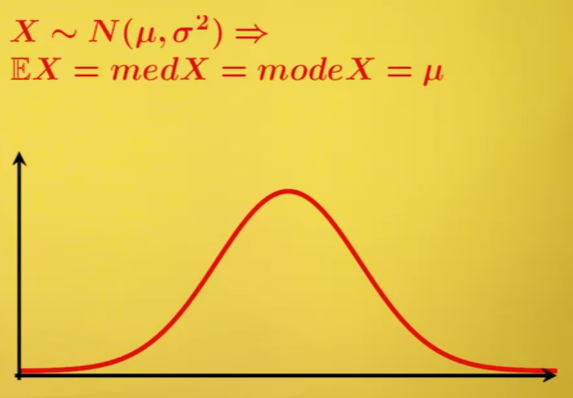 X ∼ N(μ, σ²) ⇒
𝔼X = medX = modeX = μ